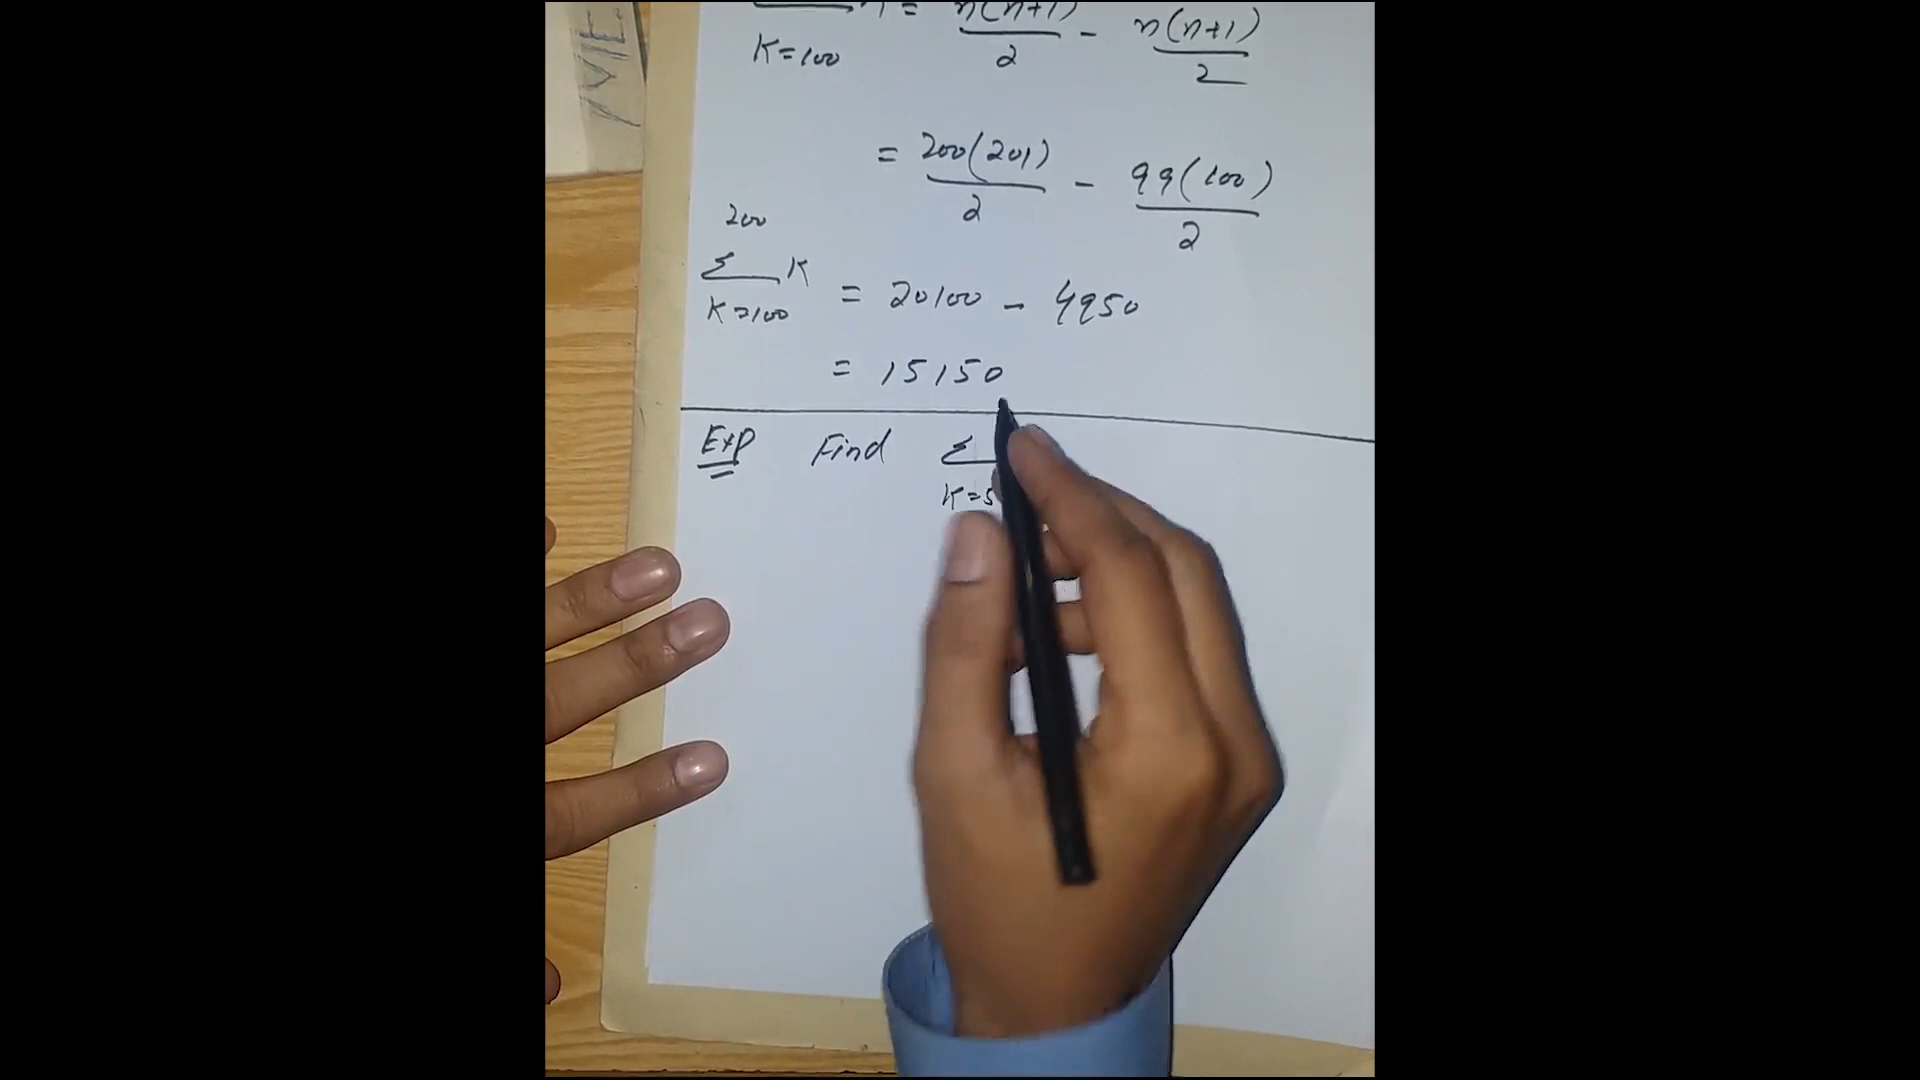 = n(n+1)/2 - n(n+1)/2
K=100
= 200(201)/2 - 99(100)/2
200
Σ K = 20100 - 4950
K=100
= 15150
Exp Find Σ
K=5